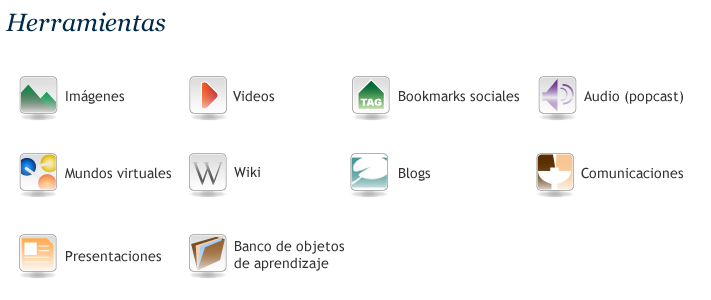 Herramientas
Imágenes
Videos
TAG
Bookmarks sociales
Audio (popcast)
Mundos virtuales
W
Wiki
Blogs
Comunicaciones
Presentaciones
Banco de objetos
de aprendizaje